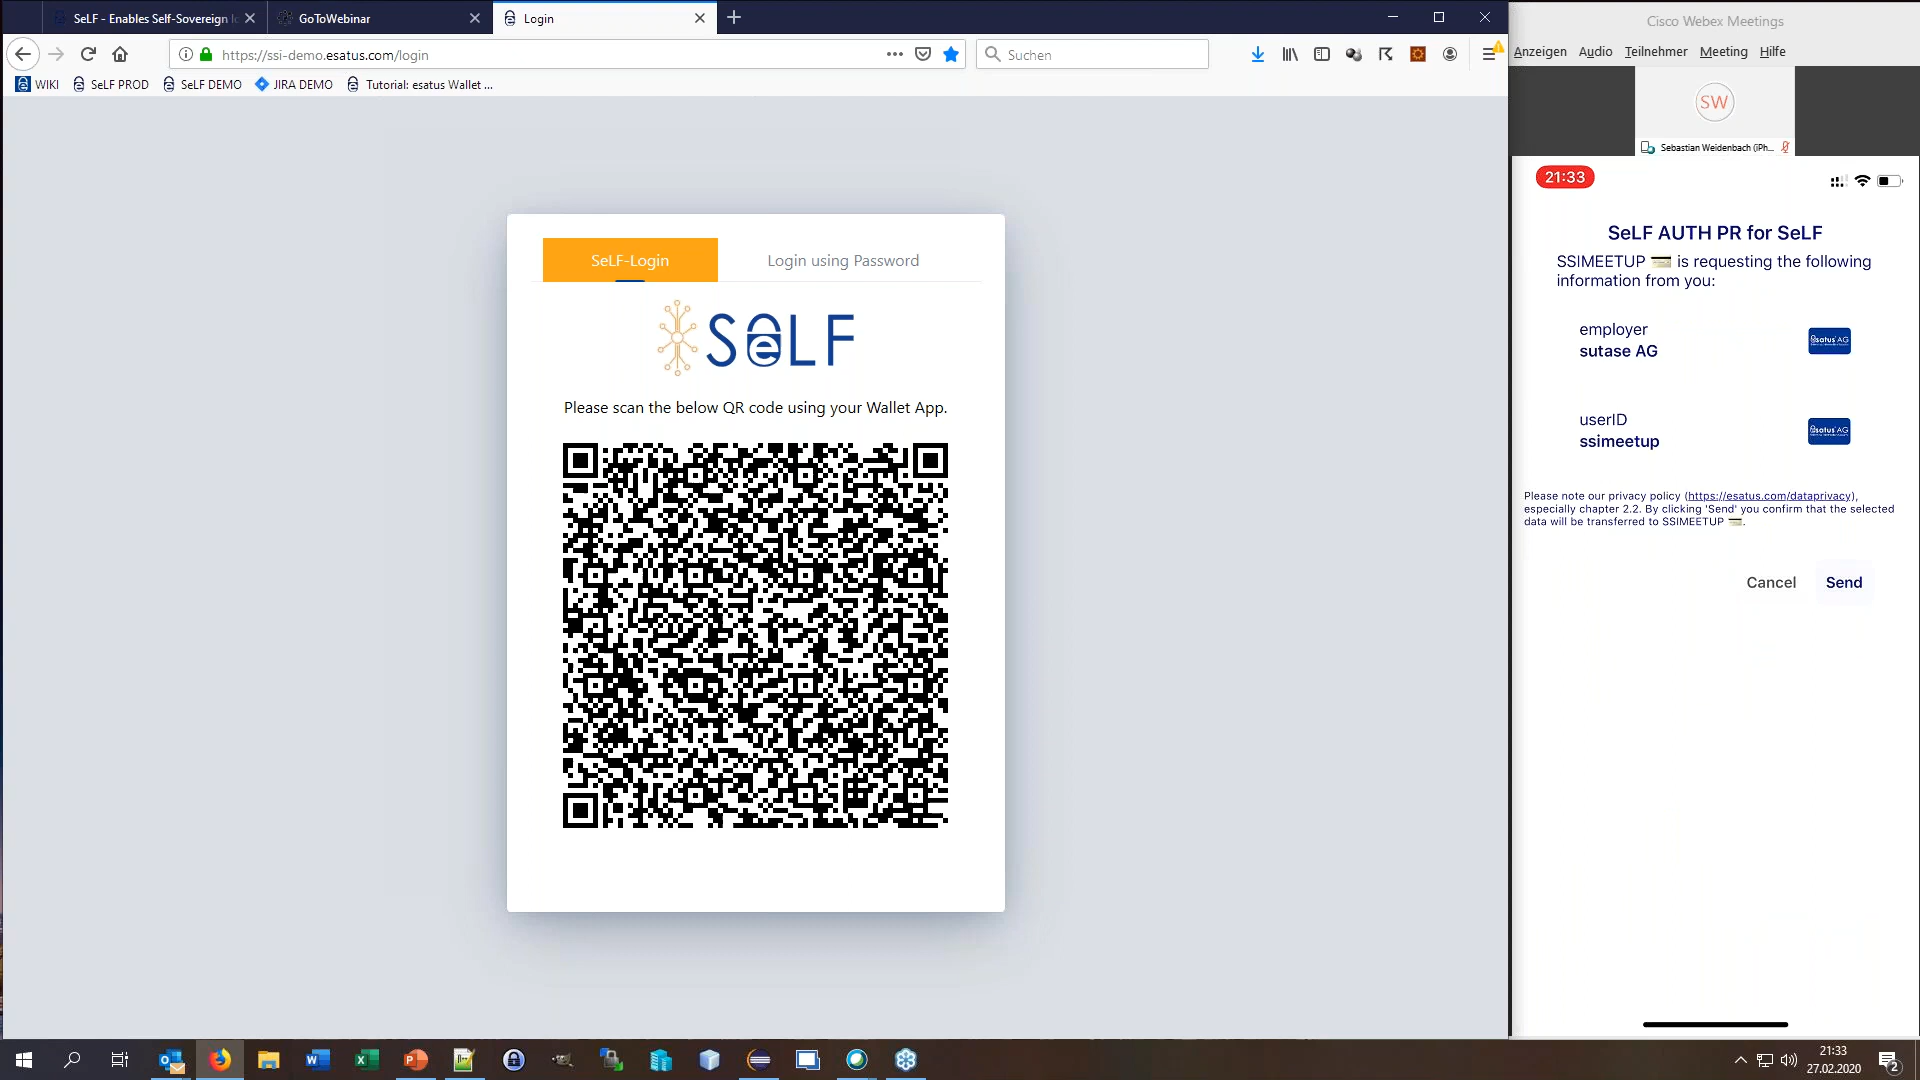 SeLF - Enables Self-Sovereign I
GoToWebinar
Login
https://ssi-demo.esatus.com/login
Suchen
WIKI
SeLF PROD
SeLF DEMO
JIRA DEMO
Tutorial: esatus Wallet ...
SeLF-Login
Login using Password
SeLF
Please scan the below QR code using your Wallet App.
Cisco Webex Meetings
Anzeigen Audio Teilnehmer Meeting Hilfe
SW
Sebastian Weidenbach (iPh...
21:33
SeLF AUTH PR for SeLF
SSIMEETUP 💳 is requesting the following
information from you:
employer
sutase AG
esatus AG
userID
ssimeetup
esatus AG
Please note our privacy policy (https://esatus.com/dataprivacy),
especially chapter 2.2. By clicking 'Send' you confirm that the selected
data will be transferred to SSIMEETUP 💳.
Cancel
Send
21:33
27.02.2020
2